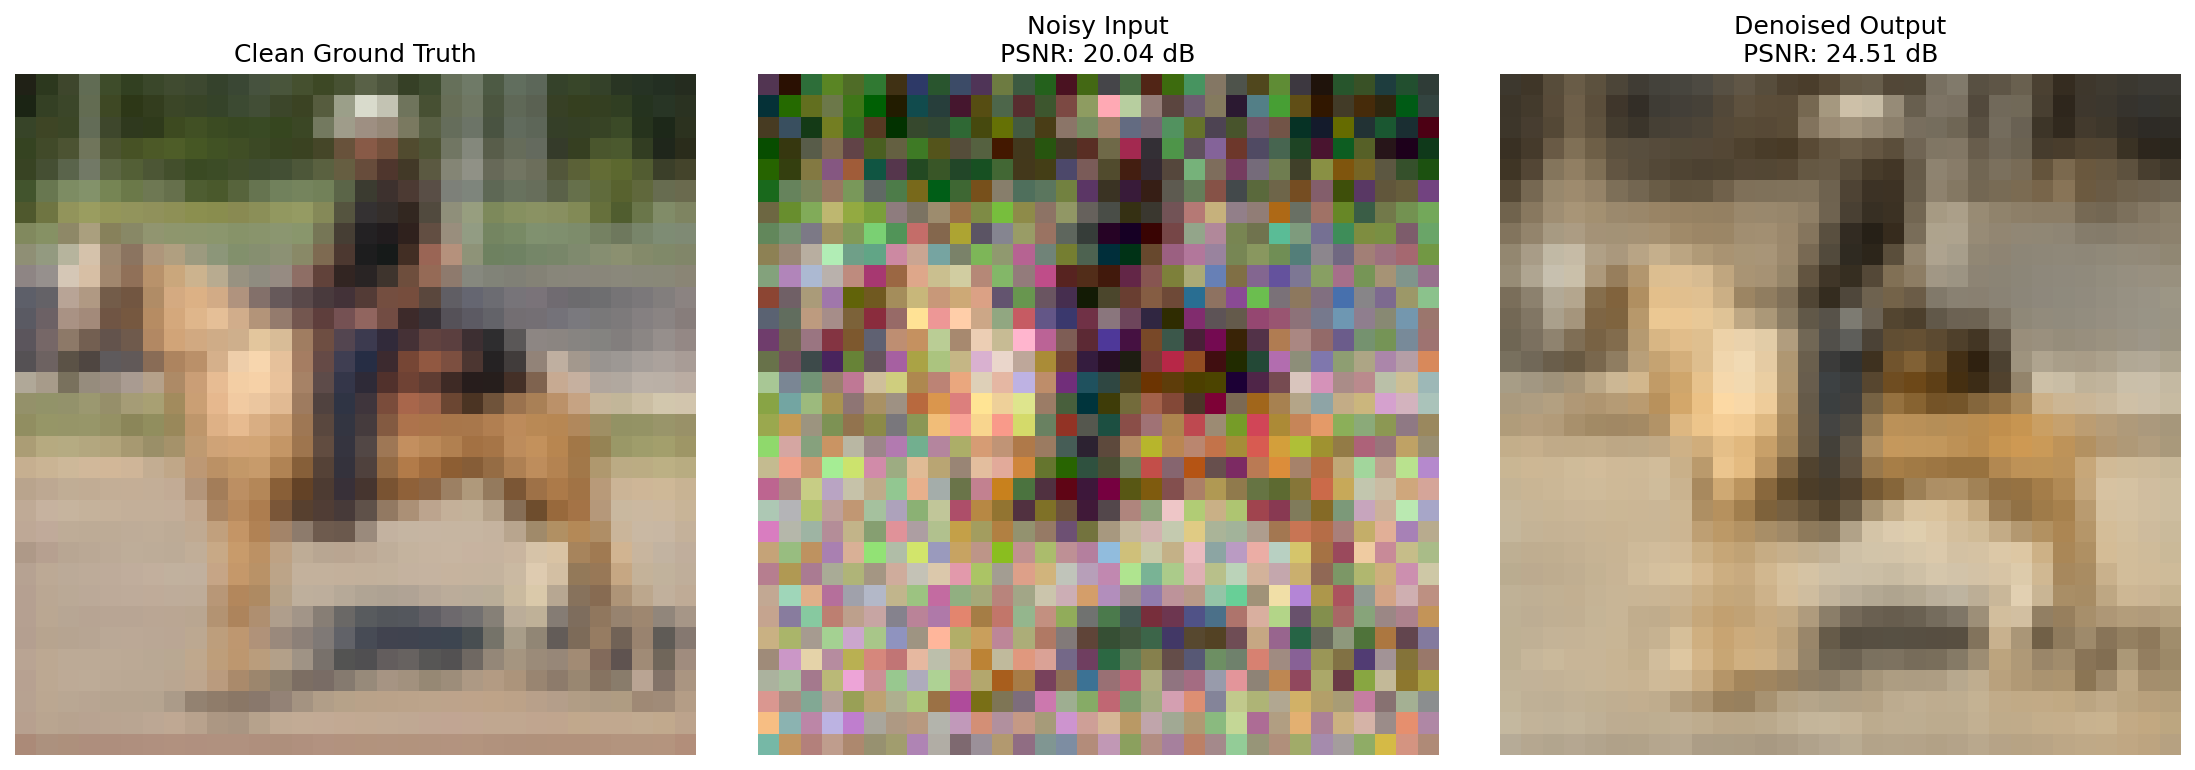 Clean Ground Truth
Noisy Input
PSNR: 20.04 dB
Denoised Output
PSNR: 24.51 dB